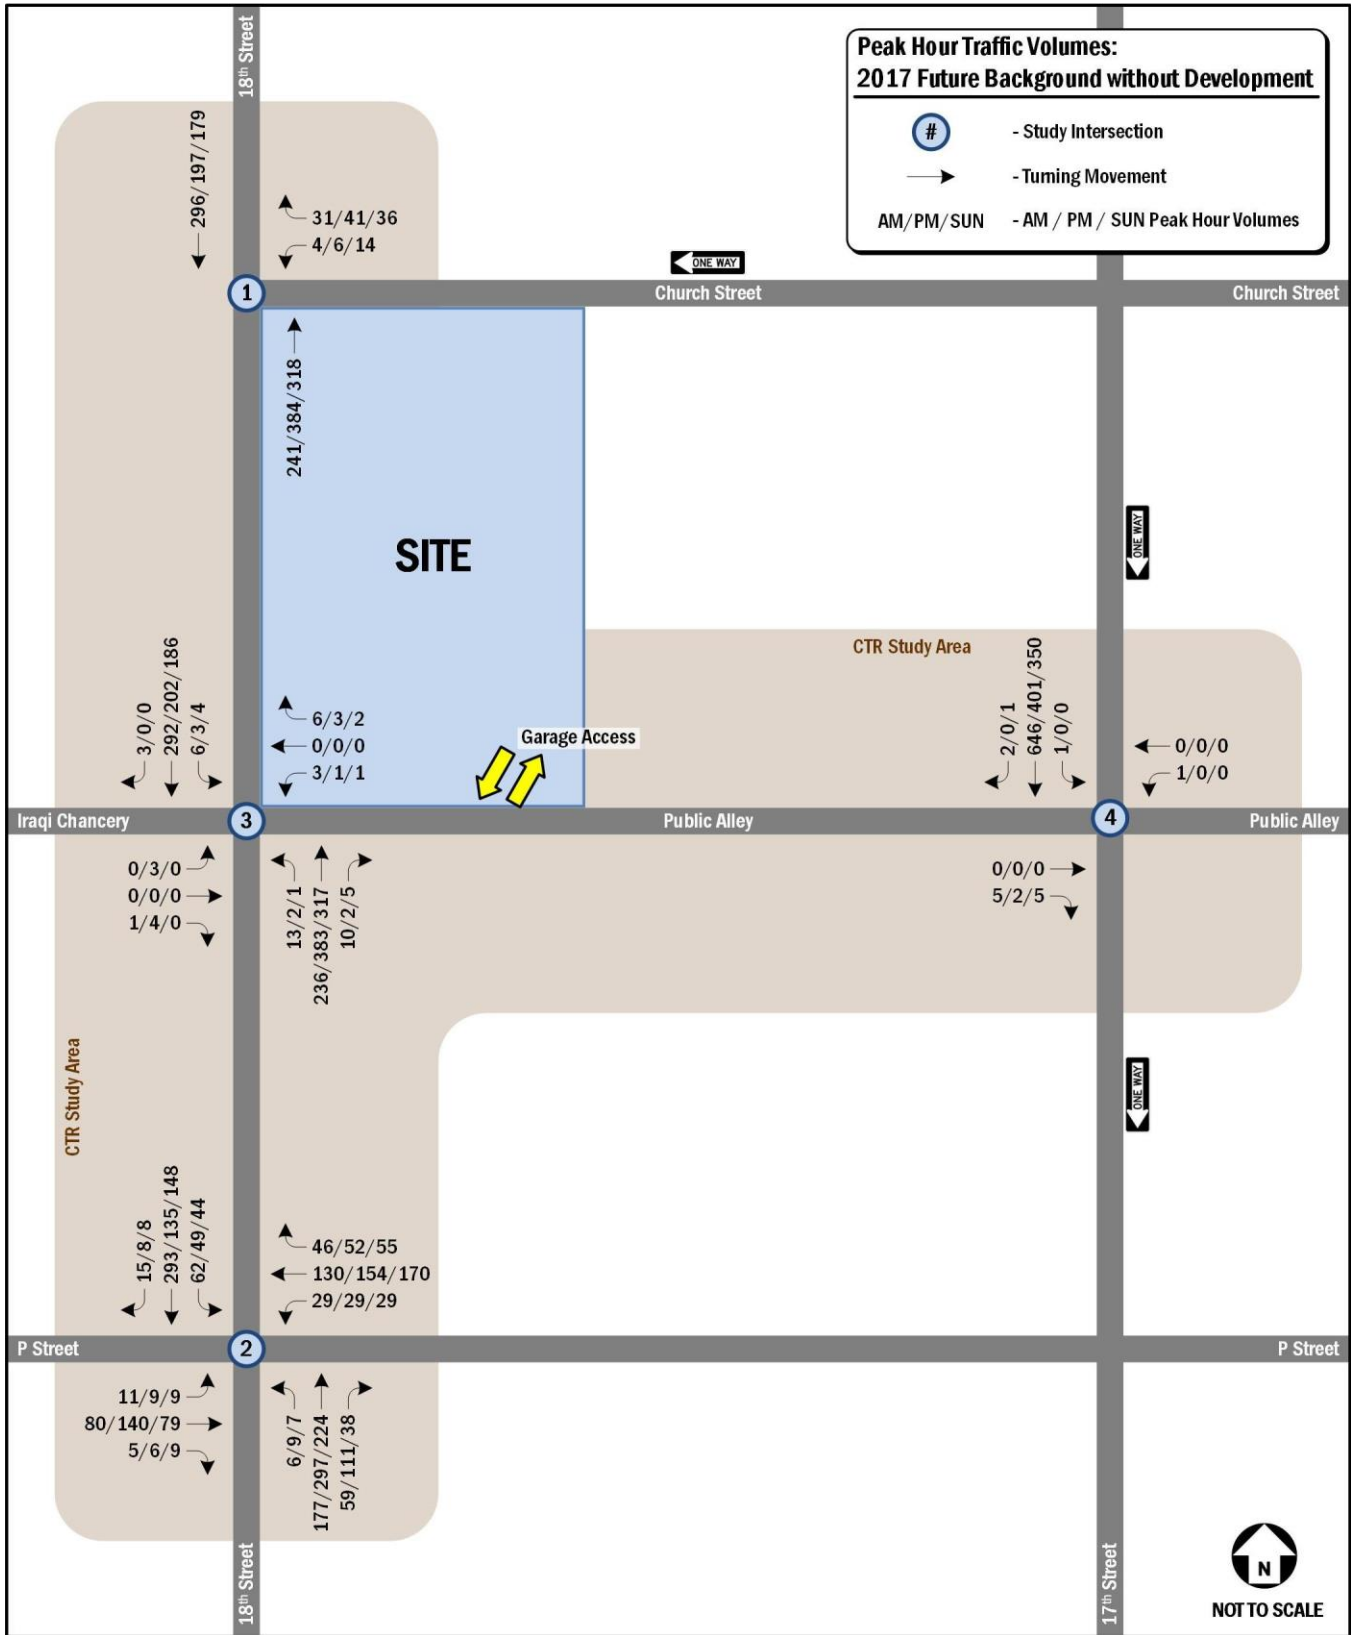 18th Street
Peak Hour Traffic Volumes:
2017 Future Background without Development
# - Study Intersection
- Turning Movement
AM/PM/SUN - AM / PM / SUN Peak Hour Volumes
296/197/179
31/41/36
4/6/14
ONE WAY
1
Church Street
Church Street
241/384/318
SITE
ONE WAY
CTR Study Area
3/0/0
292/202/186
6/3/4
6/3/2
0/0/0
3/1/1
Garage Access
2/0/1
646/401/350
1/0/0
0/0/0
1/0/0
Iraqi Chancery
3
Public Alley
4
Public Alley
0/3/0
0/0/0
1/4/0
13/2/1
236/383/317
10/2/5
0/0/0
5/2/5
CTR Study Area
ONE WAY
15/8/8
293/135/148
62/49/44
46/52/55
130/154/170
29/29/29
P Street
2
P Street
11/9/9
80/140/79
5/6/9
6/9/7
177/297/224
59/111/38
18th Street
17th Street
N
NOT TO SCALE